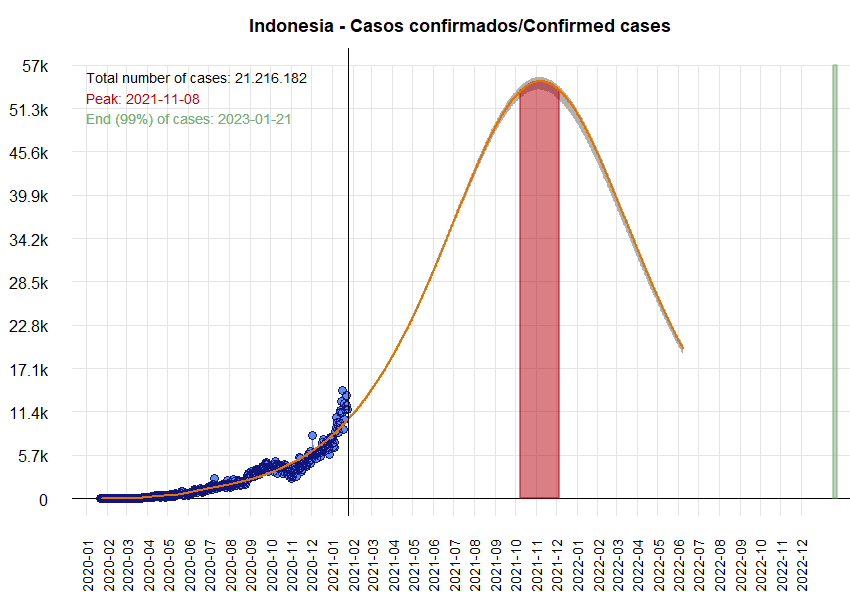 Indonesia - Casos confirmados/Confirmed cases
57k
51.3k
45.6k
39.9k
34.2k
28.5k
22.8k
17.1k
11.4k
5.7k
0
Total number of cases: 21.216.182
Peak: 2021-11-08
End (99%) of cases: 2023-01-21
2020-01
2020-02
2020-03
2020-04
2020-05
2020-06
2020-07
2020-08
2020-09
2020-10
2020-11
2020-12
2021-01
2021-02
2021-03
2021-04
2021-05
2021-06
2021-07
2021-08
2021-09
2021-10
2021-11
2021-12
2022-01
2022-02
2022-03
2022-04
2022-05
2022-06
2022-07
2022-08
2022-09
2022-10
2022-11
2022-12